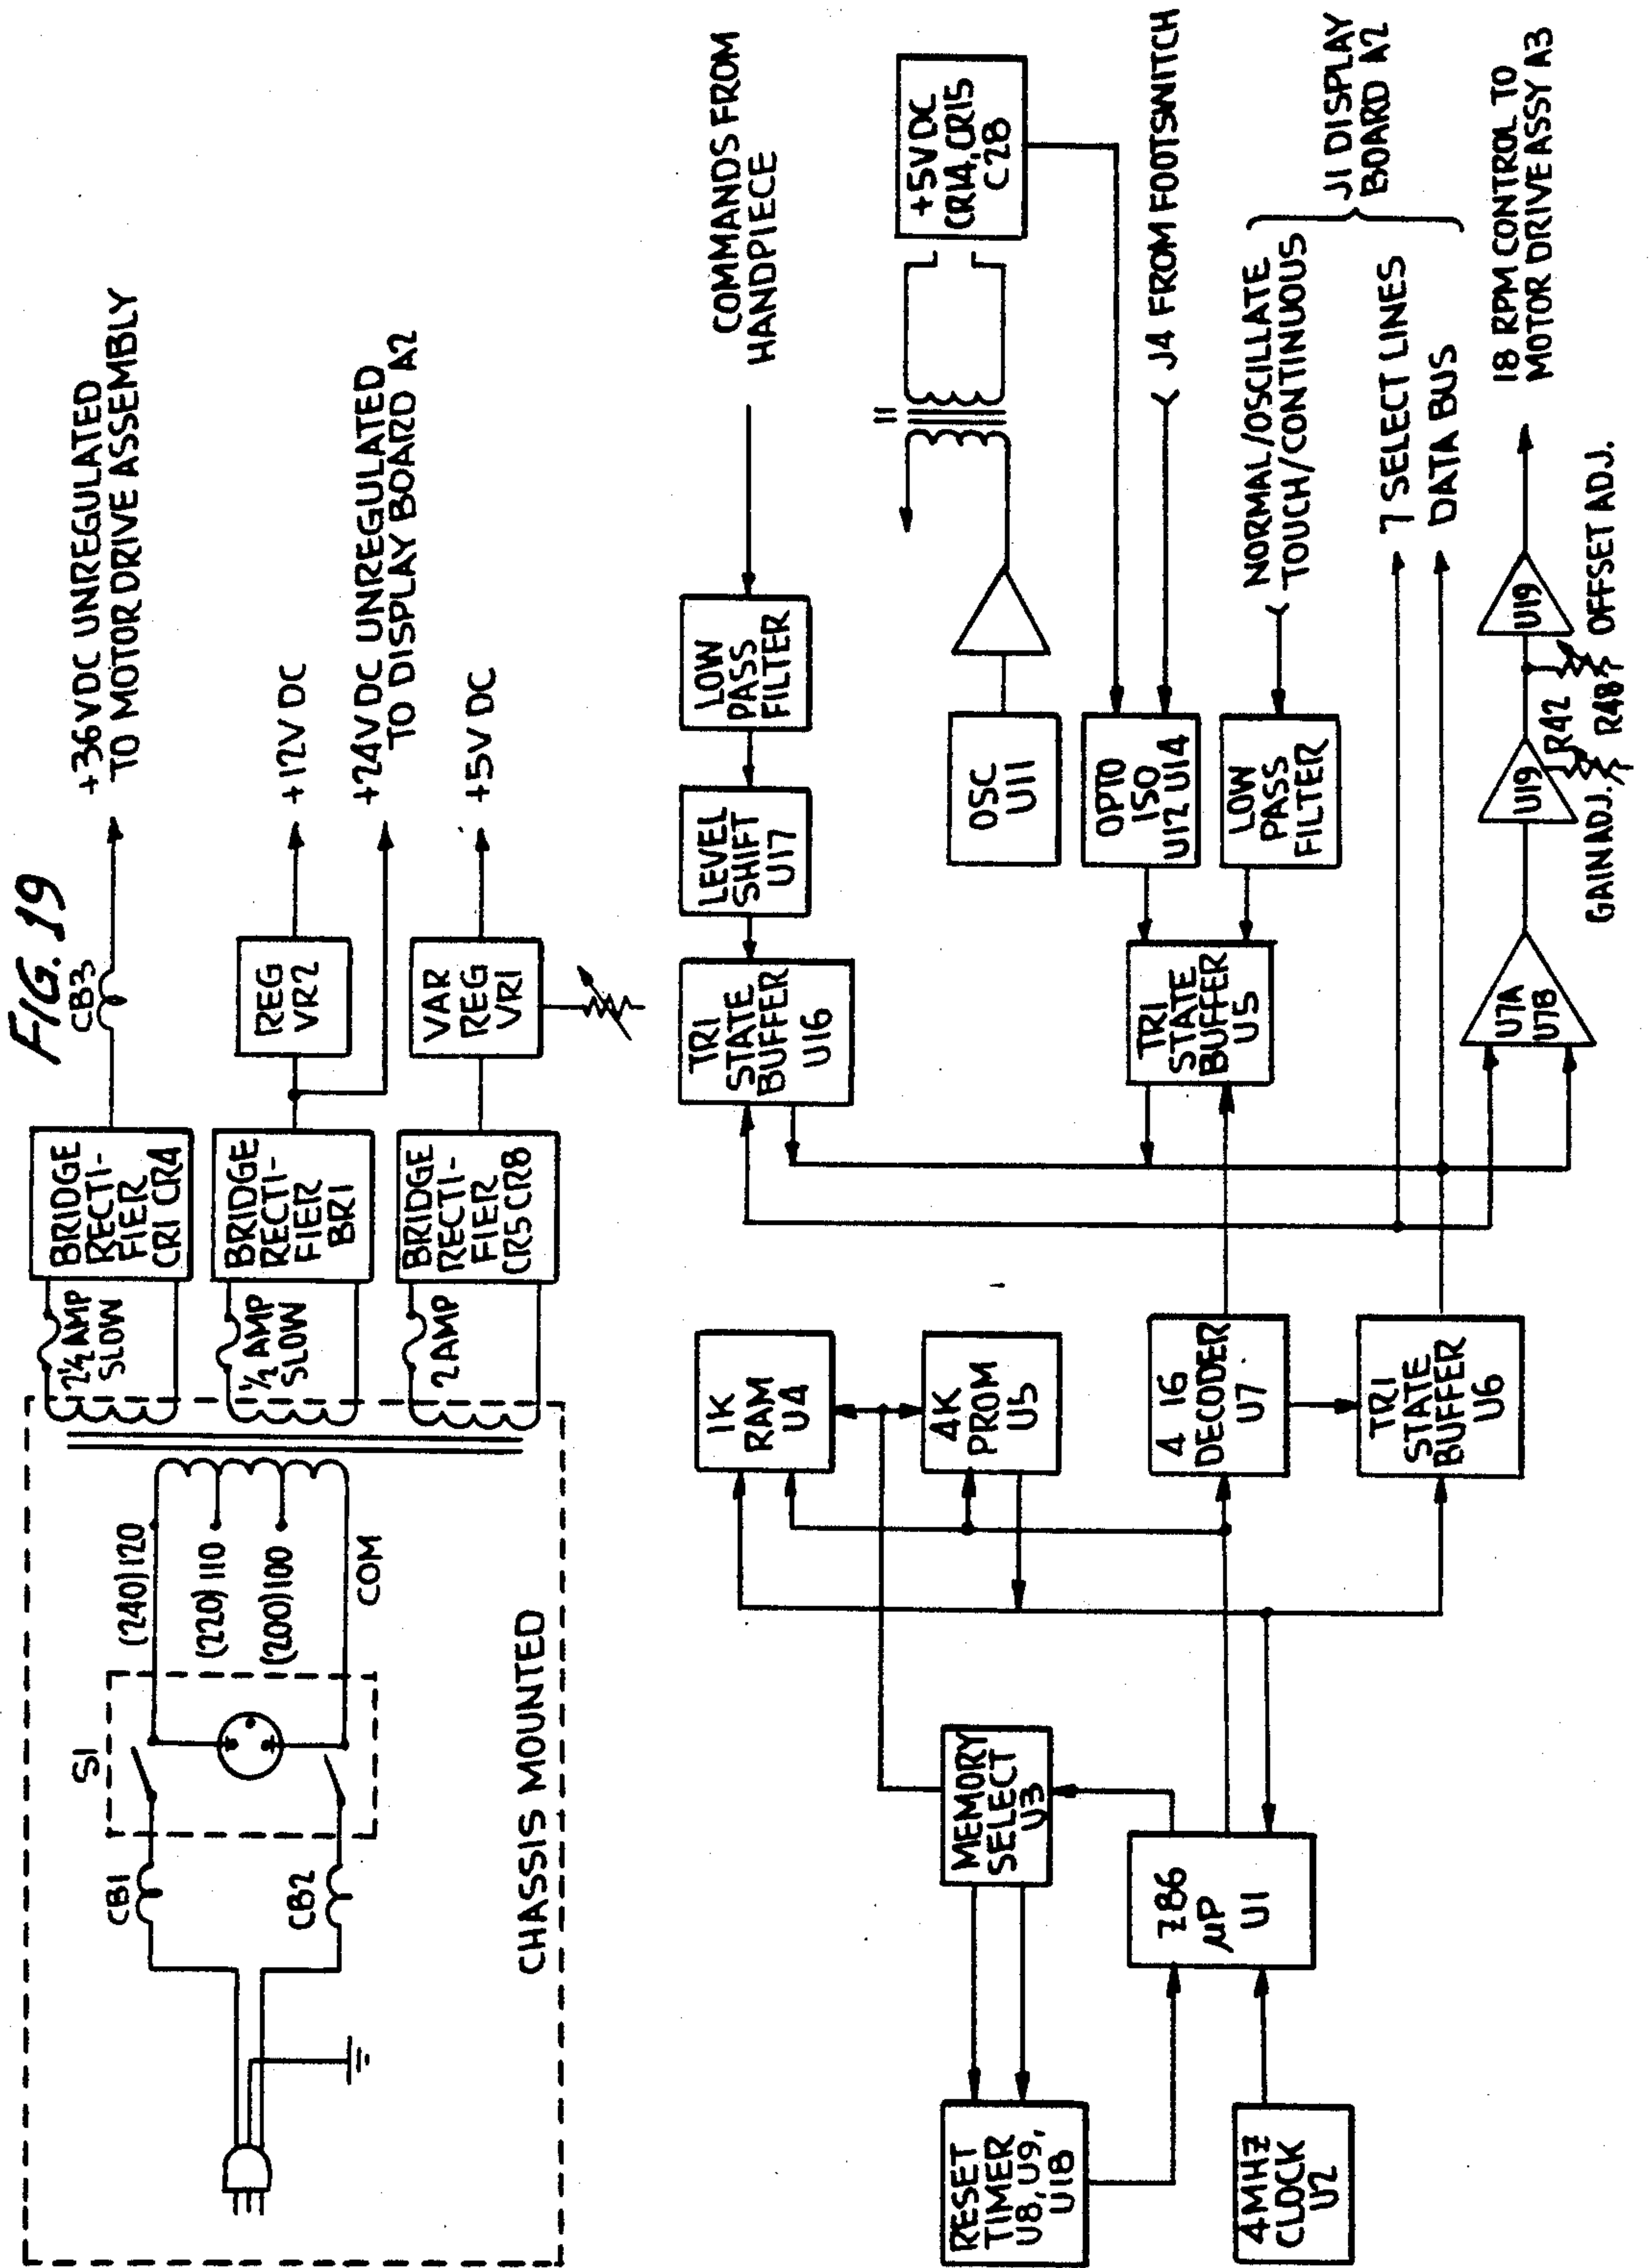 FIG. 19
CHASSIS MOUNTED
CB1
CB2
S1
(240) 120
(220) 110
(200) 100
COM
2½ AMP
SLOW
½ AMP
SLOW
2 AMP
BRIDGE
RECTI-
FIER
CR1 CR4
BRIDGE
RECTI-
FIER
BR1
BRIDGE
RECTI-
FIER
CR5 CR8
CB3
REG
VR2
VAR
REG
VR1
+36VDC UNREGULATED
TO MOTOR DRIVE ASSEMBLY
+12V DC
+24V DC UNREGULATED
TO DISPLAY BOARD A2
+5V DC
RESET
TIMER
U8, U9,
U18
4MHZ
CLOCK
U2
MEMORY
SELECT
U3
Z86
μP
U1
1K
RAM
U4
4K
PROM
U5
4 16
DECODER
U7
TRI
STATE
BUFFER
U6
TRI
STATE
BUFFER
U16
LEVEL
SHIFT
U17
LOW
PASS
FILTER
COMMANDS FROM
HANDPIECE
OSC
U11
+5V DC
CR14, CR15
C28
TRI
STATE
BUFFER
U5
OPTO
ISO
U12 U14
J4 FROM FOOTSWITCH
LOW
PASS
FILTER
NORMAL/OSCILLATE
TOUCH/CONTINUOUS
J1 DISPLAY
BOARD A2
7 SELECT LINES
DATA BUS
U7A
U7B
U19
U19
GAIN ADJ.
R42
R48
OFFSET ADJ.
18 RPM CONTROL TO
MOTOR DRIVE ASSY A3